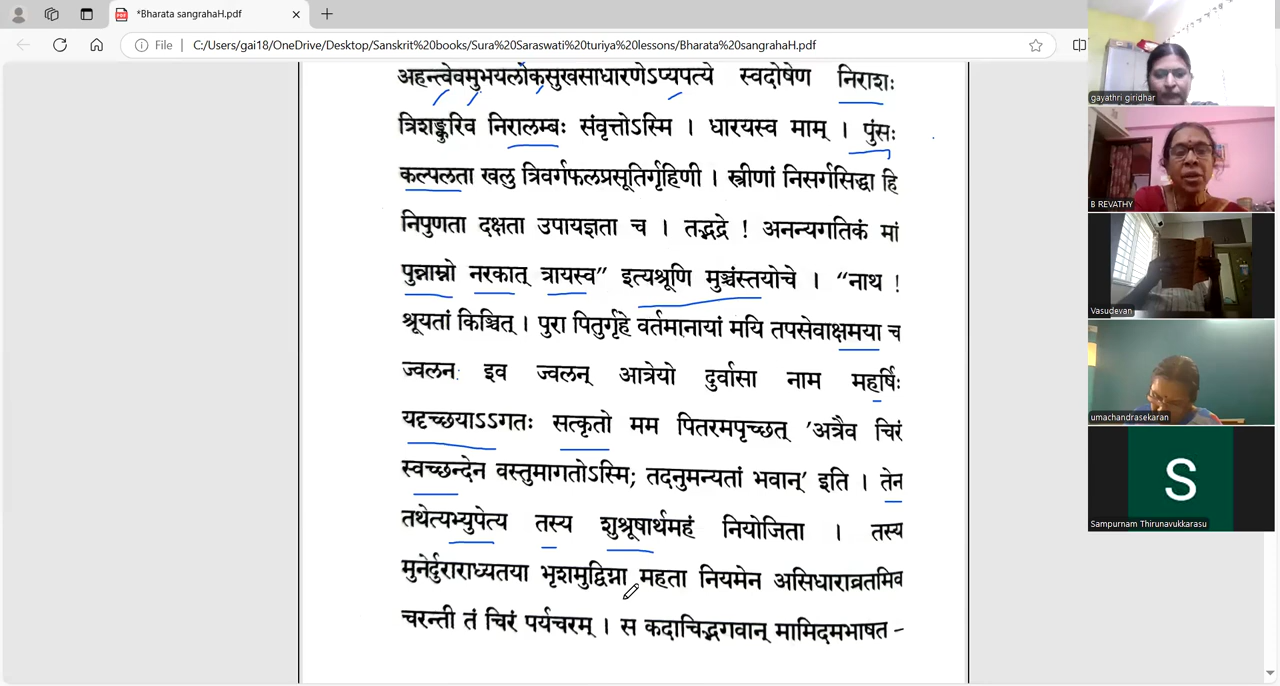 *Bharata sangrahaH.pdf
File
C:/Users/gai18/OneDrive/Desktop/Sanskrit%20books/Sura%20Saraswati%20turiya%20lessons/Bharata%20sangrahaH.pdf
अहन्त्वेवमुभयलोकसुखसाधारणेऽप्यपत्ये स्वदोषेण निराशः
त्रिशङ्कुरिव निरालम्बः संवृत्तोऽस्मि । धारयस्व माम् । पुंसः
कल्पलता खलु त्रिवर्गफलप्रसूतिर्गृहिणी । स्त्रीणां निसर्गसिद्धा हि
निपुणता दक्षता उपायज्ञता च । तद्भद्रे ! अनन्यगतिकं मां
पुन्नाम्नो नरकात् त्रायस्व” इत्यश्रूणि मुञ्चंस्तयोचे । “नाथ !
श्रूयतां किञ्चित् । पुरा पितुर्गृहे वर्तमानायां मयि तपसेवाक्षमया च
ज्वलनः इव ज्वलन् आत्रेयो दुर्वासा नाम महर्षिः
यदृच्छयाऽऽगतः सत्कृतो मम पितरमपृच्छत् ’अत्रैव चिरं
स्वच्छन्देन वस्तुमागतोऽस्मि; तदनुमन्यतां भवान्’ इति । तेन
तथेत्यभ्युपेत्य तस्य शुश्रूषार्थमहं नियोजिता । तस्य
मुनेर्दुराराध्यतया भृशमुद्विग्ना महता नियमेन असिधाराव्रतमिव
चरन्ती तं चिरं पर्यचरम् । स कदाचिद्भगवान् मामिदमभाषत –
gayathri giridhar
B REVATHY
Vasudevan
umachandrasekaran
S
Sampurnam Thirunavukkarasu